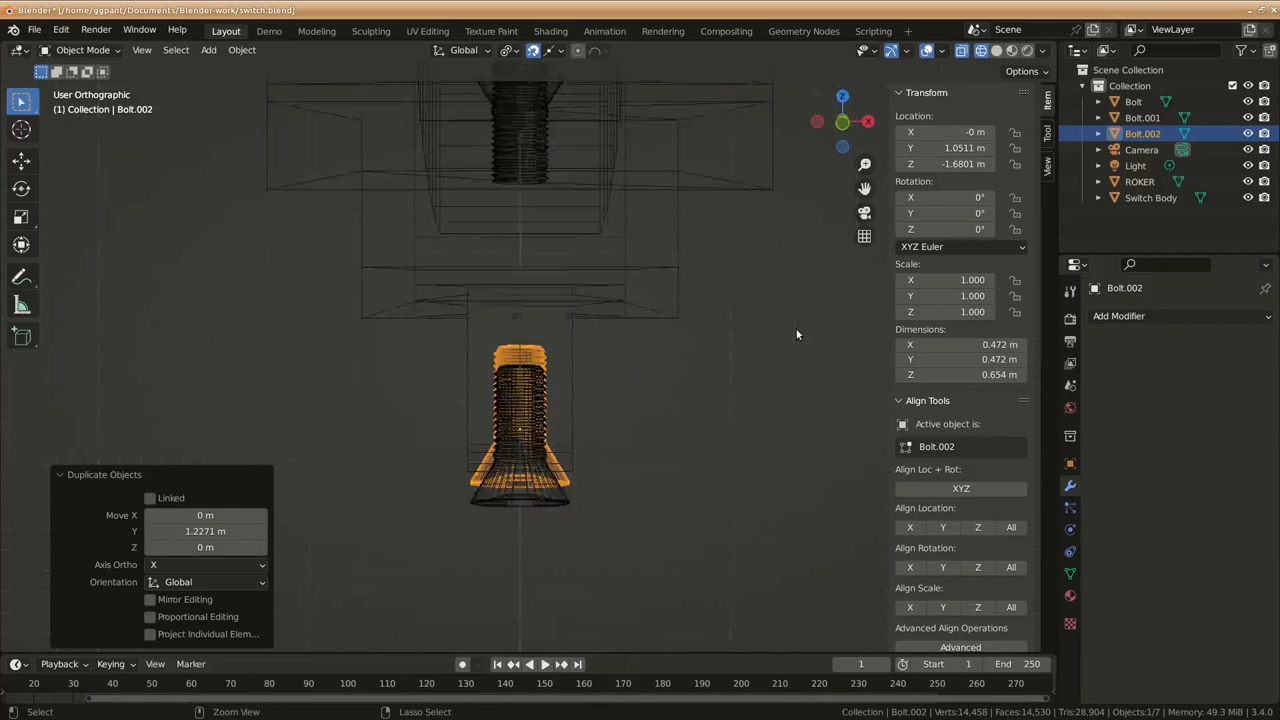 Blender* [/home/ggpant/Documents/Blender-work/switch.blend]
File Edit Render Window Help Layout Demo Modeling Sculpting UV Editing Texture Paint Shading Animation Rendering Compositing Geometry Nodes Scripting + Scene ViewLayer
Object Mode View Select Add Object Global
Options
User Orthographic
(1) Collection | Bolt.002
Z
X
Transform
Location:
X -0 m
Y 1.0511 m
Z -1.6801 m
Rotation:
X 0°
Y 0°
Z 0°
XYZ Euler
Scale:
X 1.000
Y 1.000
Z 1.000
Dimensions:
X 0.472 m
Y 0.472 m
Z 0.654 m
Align Tools
Active object is:
Bolt.002
Align Loc + Rot:
XYZ
Align Location:
X Y Z All
Align Rotation:
X Y Z All
Align Scale:
X Y Z All
Advanced Align Operations
Advanced
Item
Tool
View
Scene Collection
Collection
Bolt
Bolt.001
Bolt.002
Camera
Light
ROKER
Switch Body
Bolt.002
Add Modifier
Duplicate Objects
Linked
Move X 0 m
Y 1.2271 m
Z 0 m
Axis Ortho X
Orientation Global
Mirror Editing
Proportional Editing
Project Individual Elem...
Playback Keying View Marker 1 Start 1 End 250
20 30 40 50 60 70 80 90 100 110 120 130 140 150 160 170 180 190 200 210 220 230 240 250 260 270
Select Zoom View Lasso Select Collection | Bolt.002 | Verts:14,458 | Faces:14,530 | Tris:28,904 | Objects:1/7 | Memory: 49.3 MiB | 3.4.0